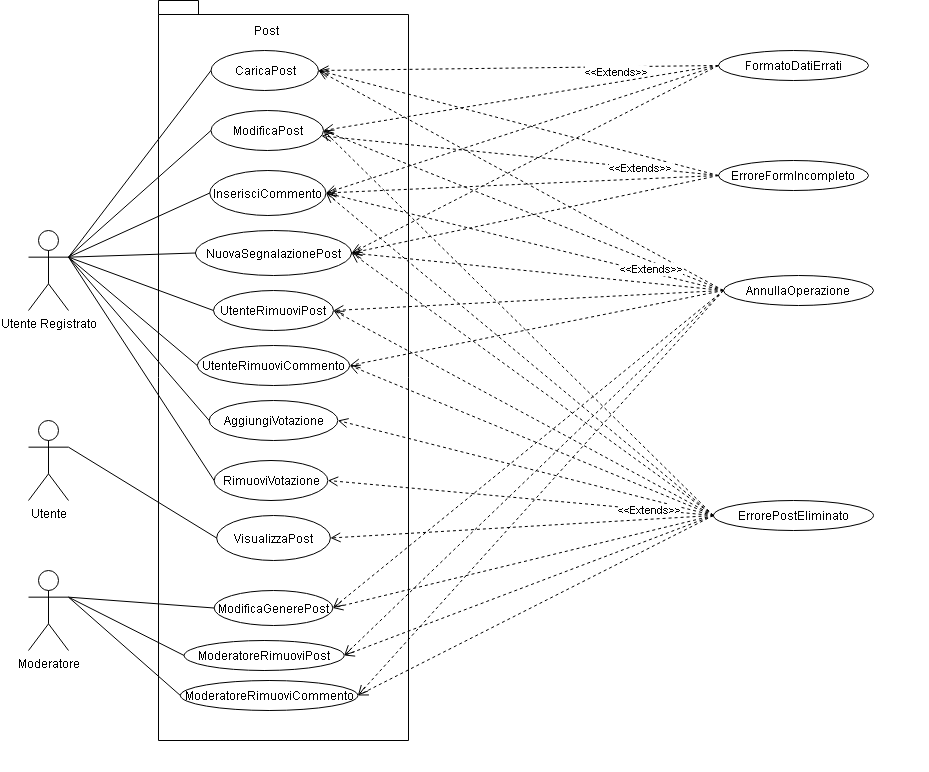 Post
CaricaPost
FormatoDatiErrati
<<Extends>>
ModificaPost
<<Extends>>
ErroreFormIncompleto
InserisciCommento
NuovaSegnalazionePost
<<Extends>>
AnnullaOperazione
Utente Registrato
UtenteRimuoviPost
UtenteRimuoviCommento
AggiungiVotazione
RimuoviVotazione
Utente
<<Extends>>
ErrorePostEliminato
VisualizzaPost
ModificaGenerePost
Moderatore
ModeratoreRimuoviPost
ModeratoreRimuoviCommento